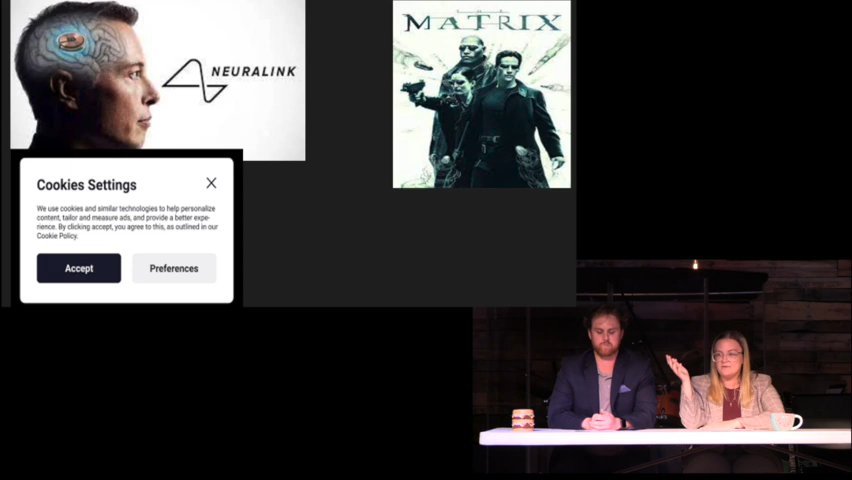 NEURALINK
THE
MATRIX
Cookies Settings
We use cookies and similar technologies to help personalize
content, tailor and measure ads, and provide a better expe-
rience. By clicking accept, you agree to this, as outlined in our
Cookie Policy.
Accept
Preferences